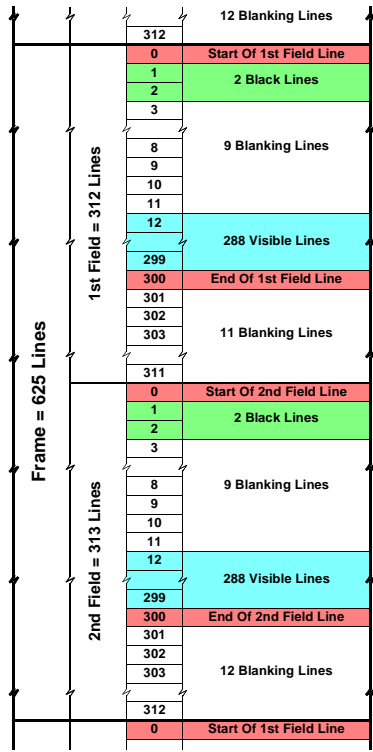 12 Blanking Lines
312
0 Start Of 1st Field Line
1
2 Black Lines
2
3
9 Blanking Lines
8
9
10
11
12
288 Visible Lines
299
300 End Of 1st Field Line
301
302
303
11 Blanking Lines
311
0 Start Of 2nd Field Line
1
2 Black Lines
2
3
8
9 Blanking Lines
9
10
11
12
288 Visible Lines
299
300 End Of 2nd Field Line
301
302
303
12 Blanking Lines
312
0 Start Of 1st Field Line
1st Field = 312 Lines
2nd Field = 313 Lines
Frame = 625 Lines